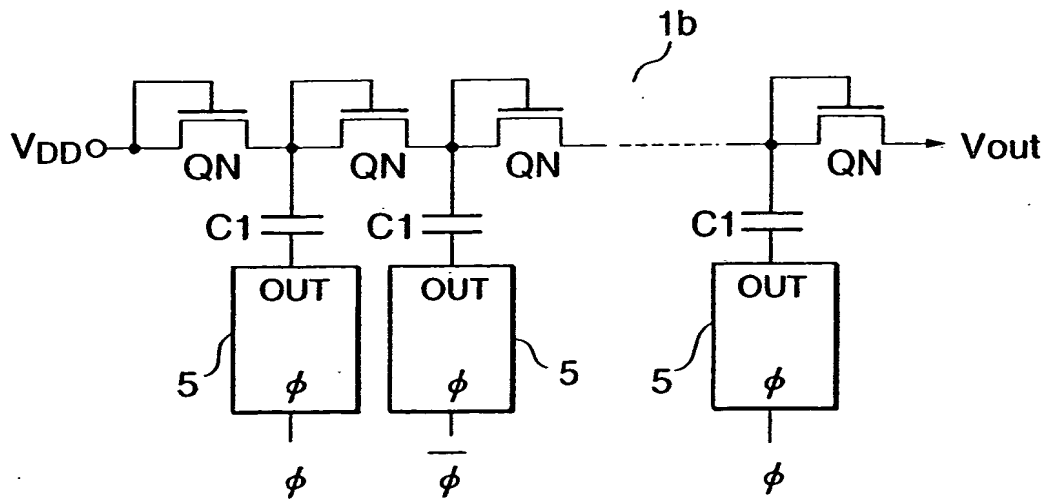 1b
VDD QN QN QN QN Vout
C1 C1 C1
OUT OUT OUT
5 5 5
ϕ ϕ ϕ
ϕ ϕ̅ ϕ